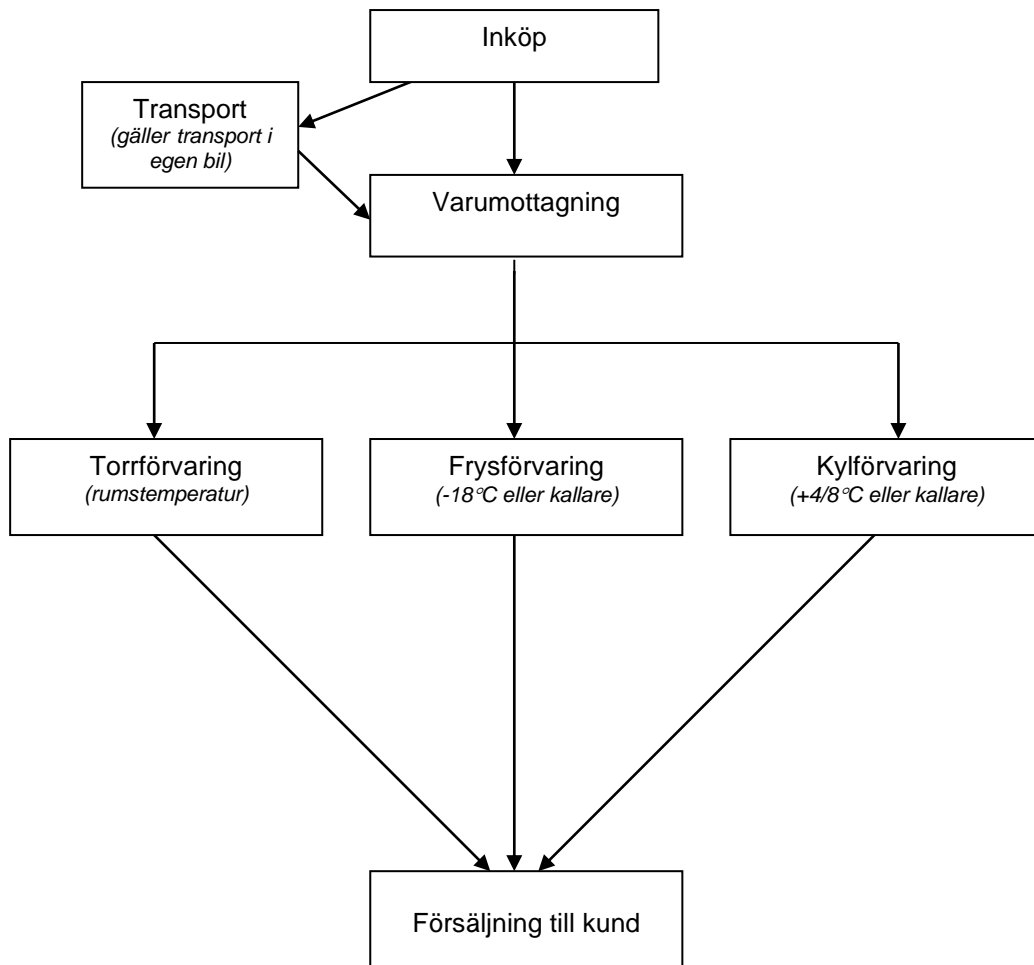 Inköp
Transport
(gäller transport i
egen bil)
Varumottagning
Torrförvaring
(rumstemperatur)
Frysförvaring
(-18°C eller kallare)
Kylförvaring
(+4/8°C eller kallare)
Försäljning till kund